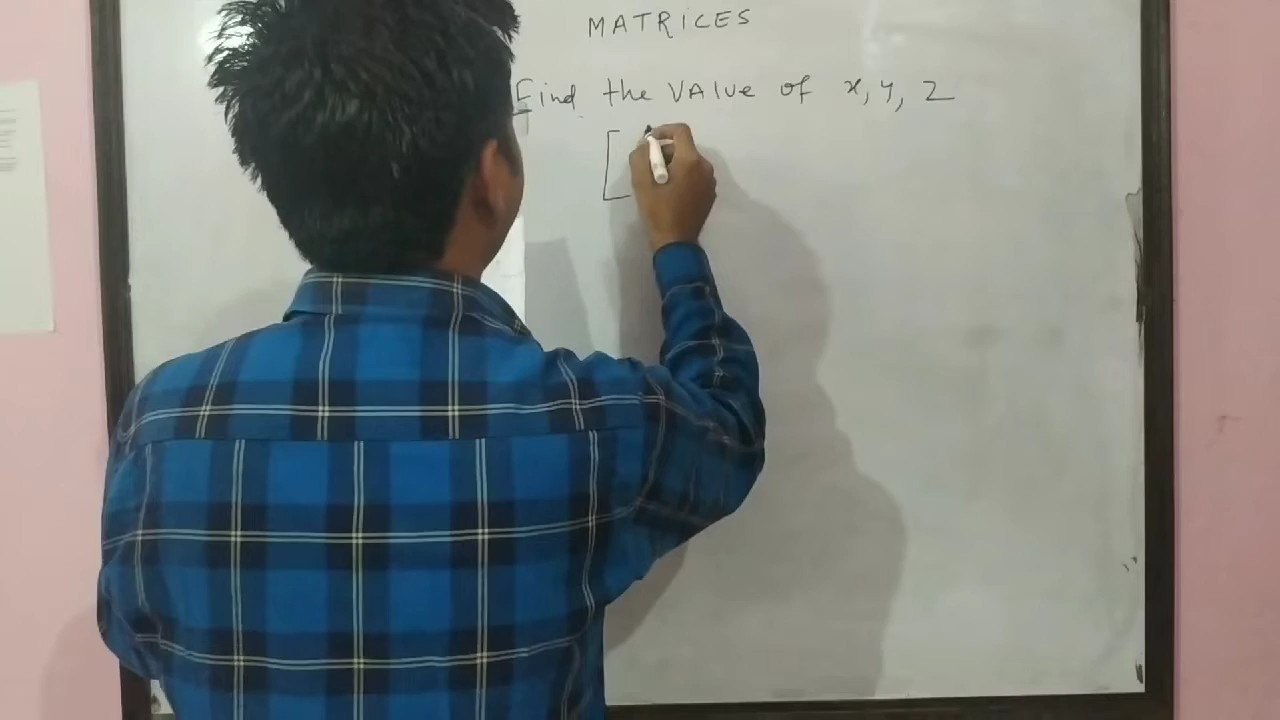 MATRICES
Find the value of x, y, z
[